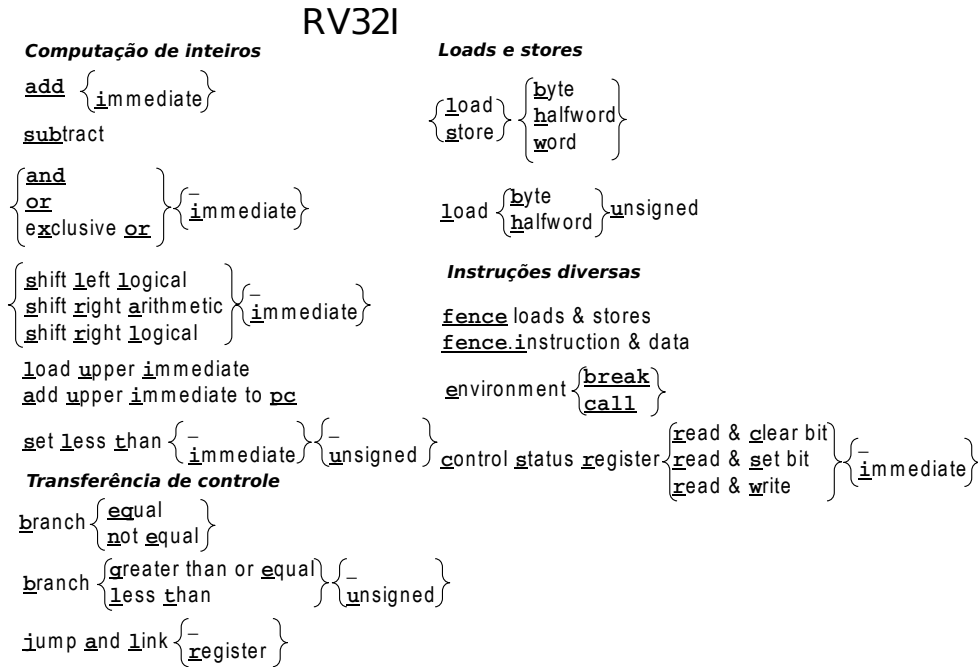 RV32I
Computação de inteiros
add { immediate }
subtract
and
or
exclusive or
{ _ immediate }
shift left logical
shift right arithmetic
shift right logical
{ _ immediate }
load upper immediate
add upper immediate to pc
set less than { _ immediate } { _ unsigned }
Transferência de controle
branch { equal
not equal }
branch { greater than or equal
less than } { _ unsigned }
jump and link { _ register }
Loads e stores
{ load
store }
{ byte
halfword
word }
load { byte
halfword } unsigned
Instruções diversas
fence loads & stores
fence.instruction & data
environment { break
call }
control status register { read & clear bit
read & set bit
read & write } { _ immediate }